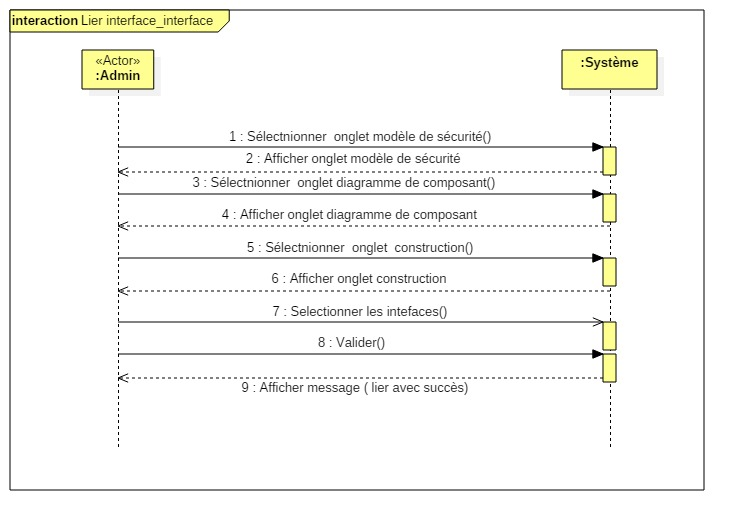 interaction Lier interface_interface
«Actor»
:Admin
:Système
1 : Sélectnionner  onglet modèle de sécurité()
2 : Afficher onglet modèle de sécurité
3 : Sélectnionner  onglet diagramme de composant()
4 : Afficher onglet diagramme de composant
5 : Sélectnionner  onglet  construction()
6 : Afficher onglet construction
7 : Selectionner les intefaces()
8 : Valider()
9 : Afficher message ( lier avec succès)